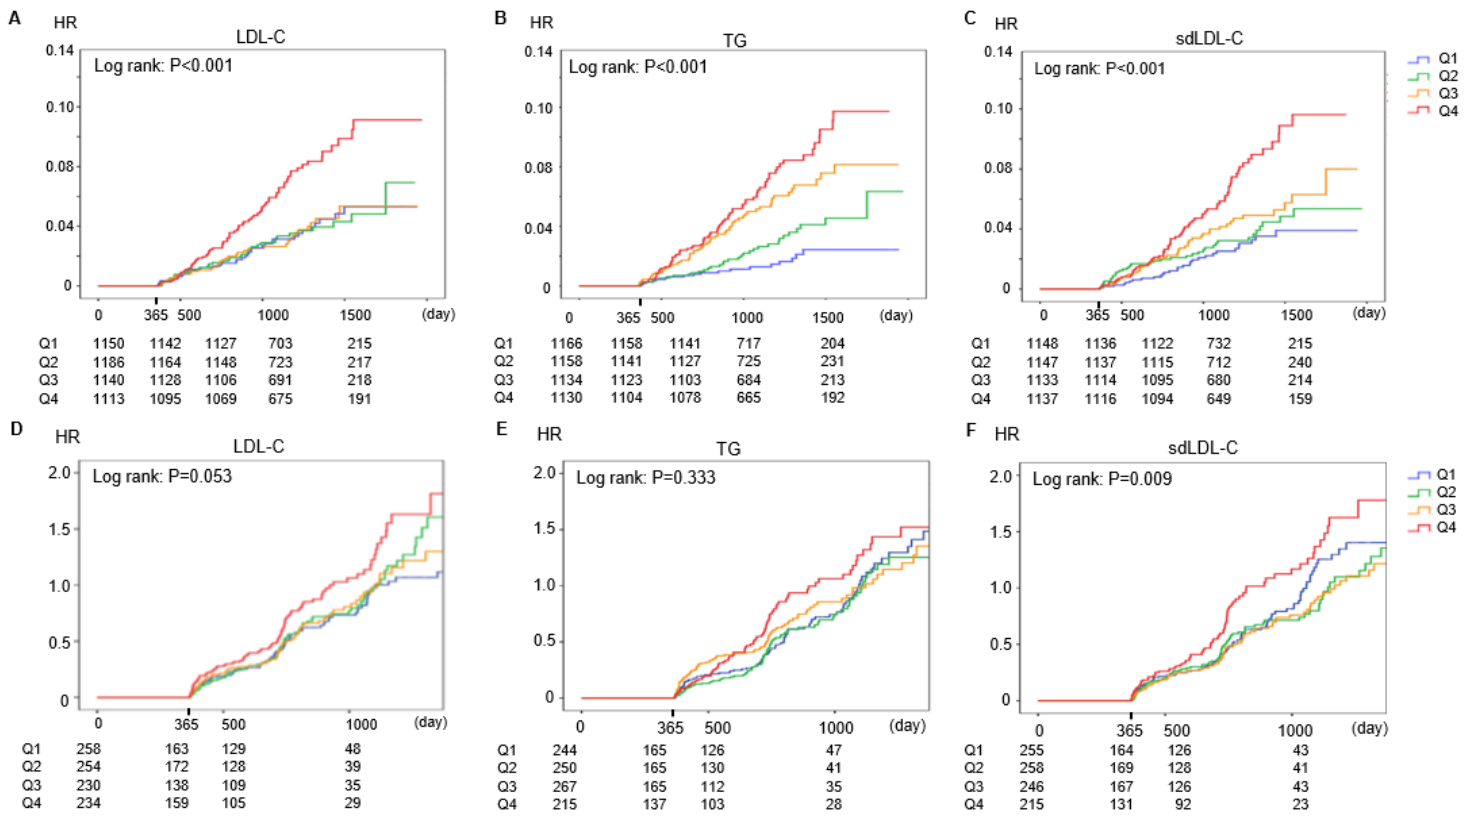 A HR LDL-C
B HR TG
C HR sdLDL-C
0.14 Log rank: P<0.001
0.10
0.08
0.04
0
0 365 500 1000 1500 (day)
Q1 1150 1142 1127 703 215
Q2 1186 1164 1148 723 217
Q3 1140 1128 1106 691 218
Q4 1113 1095 1069 675 191
0.14 Log rank: P<0.001
0.10
0.08
0.04
0
0 365 500 1000 1500 (day)
Q1 1166 1158 1141 717 204
Q2 1158 1141 1127 725 231
Q3 1134 1123 1103 684 213
Q4 1130 1104 1078 665 192
0.14 Log rank: P<0.001
0.10
0.08
0.04
0
0 365 500 1000 1500 (day)
Q1 1148 1136 1122 732 215
Q2 1147 1137 1115 712 240
Q3 1133 1114 1095 680 214
Q4 1137 1116 1094 649 159
Q1
Q2
Q3
Q4
D HR LDL-C
E HR TG
F HR sdLDL-C
2.0 Log rank: P=0.053
1.5
1.0
0.5
0
0 365 500 1000 (day)
Q1 258 163 129 48
Q2 254 172 128 39
Q3 230 138 109 35
Q4 234 159 105 29
2.0 Log rank: P=0.333
1.5
1.0
0.5
0
0 365 500 1000 (day)
Q1 244 165 126 47
Q2 250 165 130 41
Q3 267 165 112 35
Q4 215 137 103 28
2.0 Log rank: P=0.009
1.5
1.0
0.5
0
0 365 500 1000 (day)
Q1 255 164 126 43
Q2 258 169 128 41
Q3 246 167 126 43
Q4 215 131 92 23
Q1
Q2
Q3
Q4